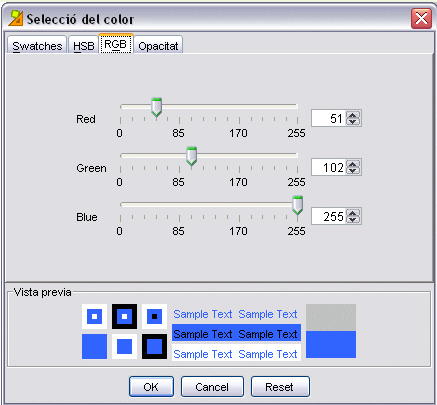 Selecció del color
Swatches HSB RGB Opacitat
Red 51
0 85 170 255
Green 102
0 85 170 255
Blue 255
0 85 170 255
Vista previa
Sample Text Sample Text
Sample Text Sample Text
Sample Text Sample Text
OK Cancel Reset